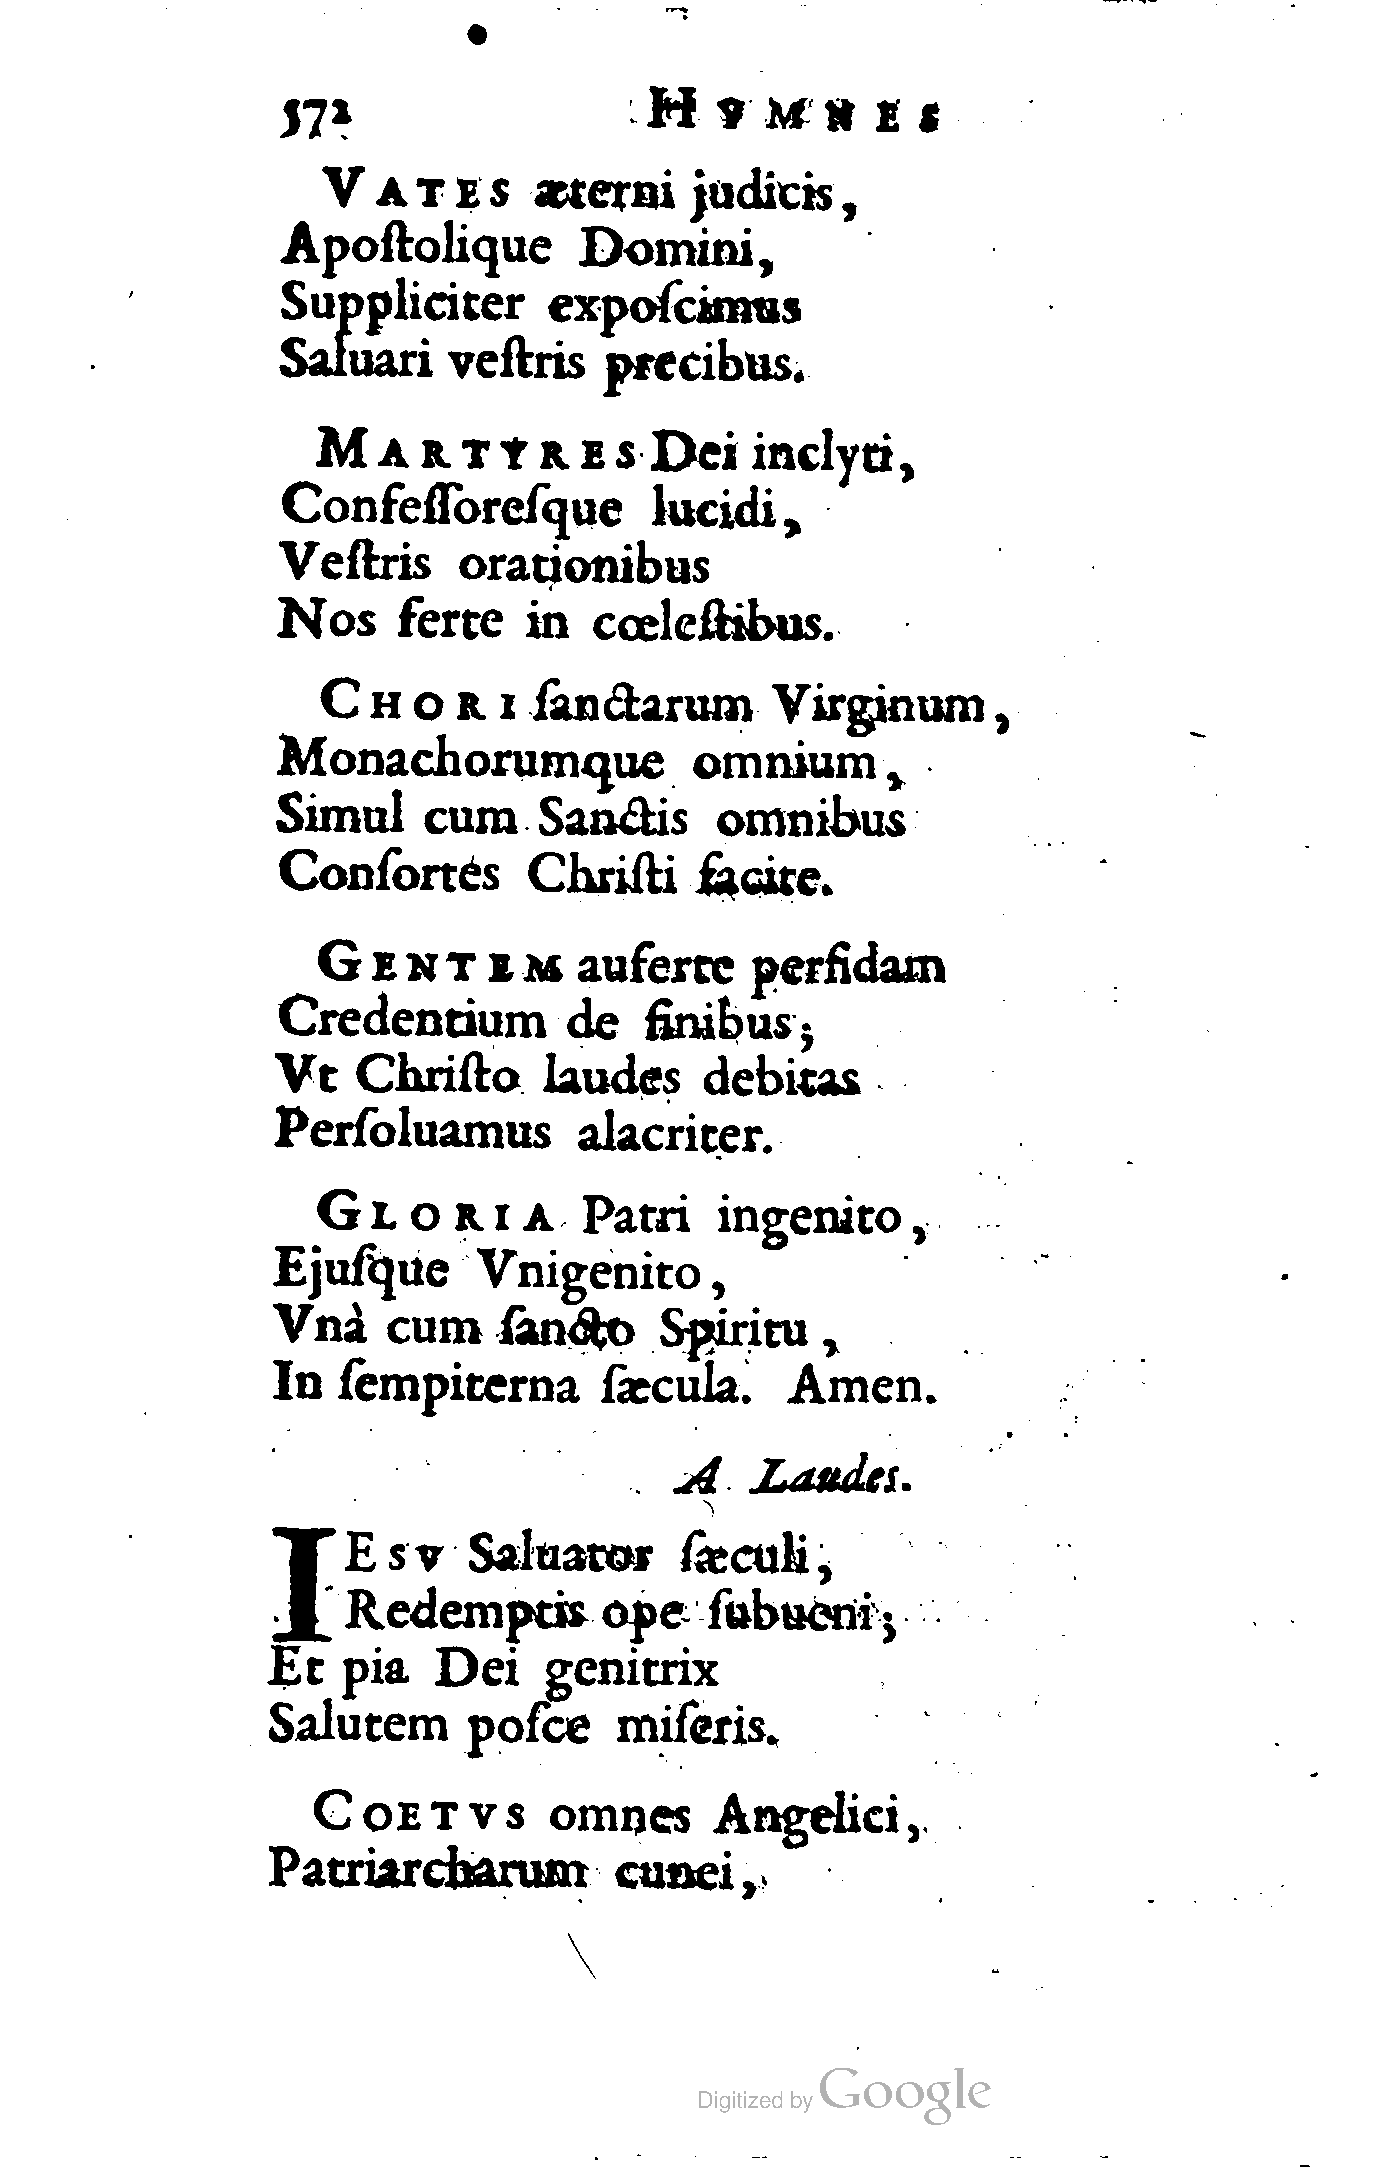 572 HVMNES
VATES æterni judicis,
Apoſtolique Domini,
Suppliciter expoſcimus
Saluari veſtris precibus.
MARTYRES Dei inclyti,
Confeſſoreſque lucidi,
Veſtris orationibus
Nos ferte in cœleſtibus.
CHORI ſanctarum Virginum,
Monachorumque omnium,
Simul cum Sanctis omnibus
Conſortes Chriſti facite.
GENTEM auferte perfidam
Credentium de finibus;
Vt Chriſto laudes debitas
Perſoluamus alacriter.
GLORIA Patri ingenito,
Ejuſque Vnigenito,
Vnà cum ſancto Spiritu,
In ſempiterna ſæcula. Amen.
A Laudes.
IESV Saluator ſæculi,
Redemptis ope ſubueni;
Et pia Dei genitrix
Salutem poſce miſeris.
COETVS omnes Angelici,
Patriarcharum cunei,
Digitized by Google